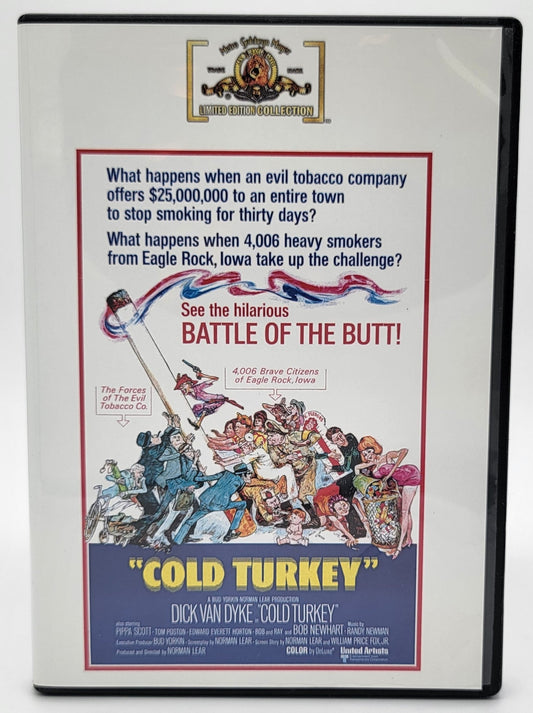 Metro Goldwyn Mayer
TRADE MARK
LIMITED EDITION COLLECTION
What happens when an evil tobacco company
offers $25,000,000 to an entire town
to stop smoking for thirty days?
What happens when 4,006 heavy smokers
from Eagle Rock, Iowa take up the challenge?
See the hilarious
BATTLE OF THE BUTT!
4,006 Brave Citizens
of Eagle Rock, Iowa
The Forces
of The Evil
Tobacco Co.
"COLD TURKEY"
A BUD YORKIN-NORMAN LEAR PRODUCTION
DICK VAN DYKE IN "COLD TURKEY"
also starring
PIPPA SCOTT · TOM POSTON · EDWARD EVERETT HORTON · BOB and RAY and BOB NEWHART
Music by
RANDY NEWMAN
Executive Producer BUD YORKIN · Screenplay by NORMAN LEAR · Screen Story by NORMAN LEAR and WILLIAM PRICE FOX, JR.
Produced and Directed by NORMAN LEAR
COLOR by DeLuxe
United Artists